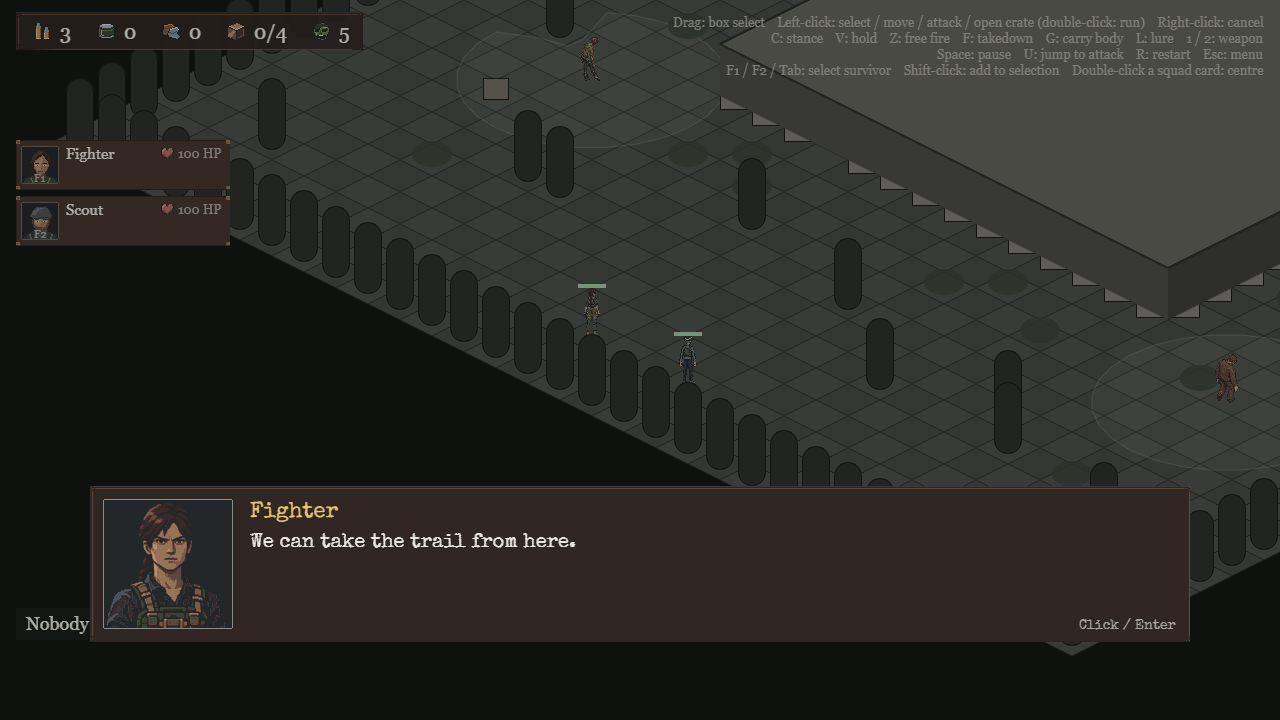 3 0 0 0/4 5
Drag: box select Left-click: select / move / attack / open crate (double-click: run) Right-click: cancel
C: stance V: hold Z: free fire F: takedown G: carry body L: lure 1 / 2: weapon
Space: pause U: jump to attack R: restart Esc: menu
F1 / F2 / Tab: select survivor Shift-click: add to selection Double-click a squad card: centre
Fighter 100 HP
F1
Scout 100 HP
F2
Fighter
We can take the trail from here.
Click / Enter
Nobody